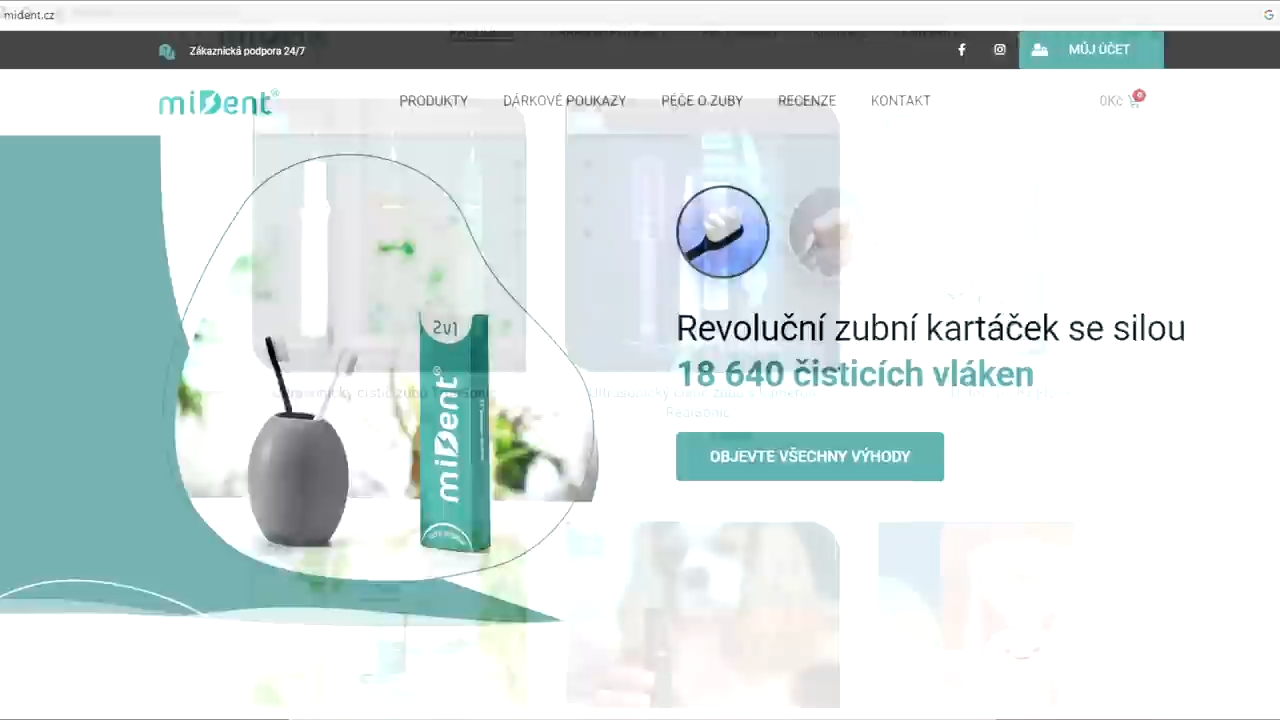 mident.cz
Zákaznická podpora 24/7
MŮJ ÚČET
miDent®
PRODUKTY DÁRKOVÉ POUKAZY PÉČE O ZUBY RECENZE KONTAKT
0Kč
2v1
miDent®
Revoluční zubní kartáček se silou
18 640 čisticích vláken
OBJEVTE VŠECHNY VÝHODY